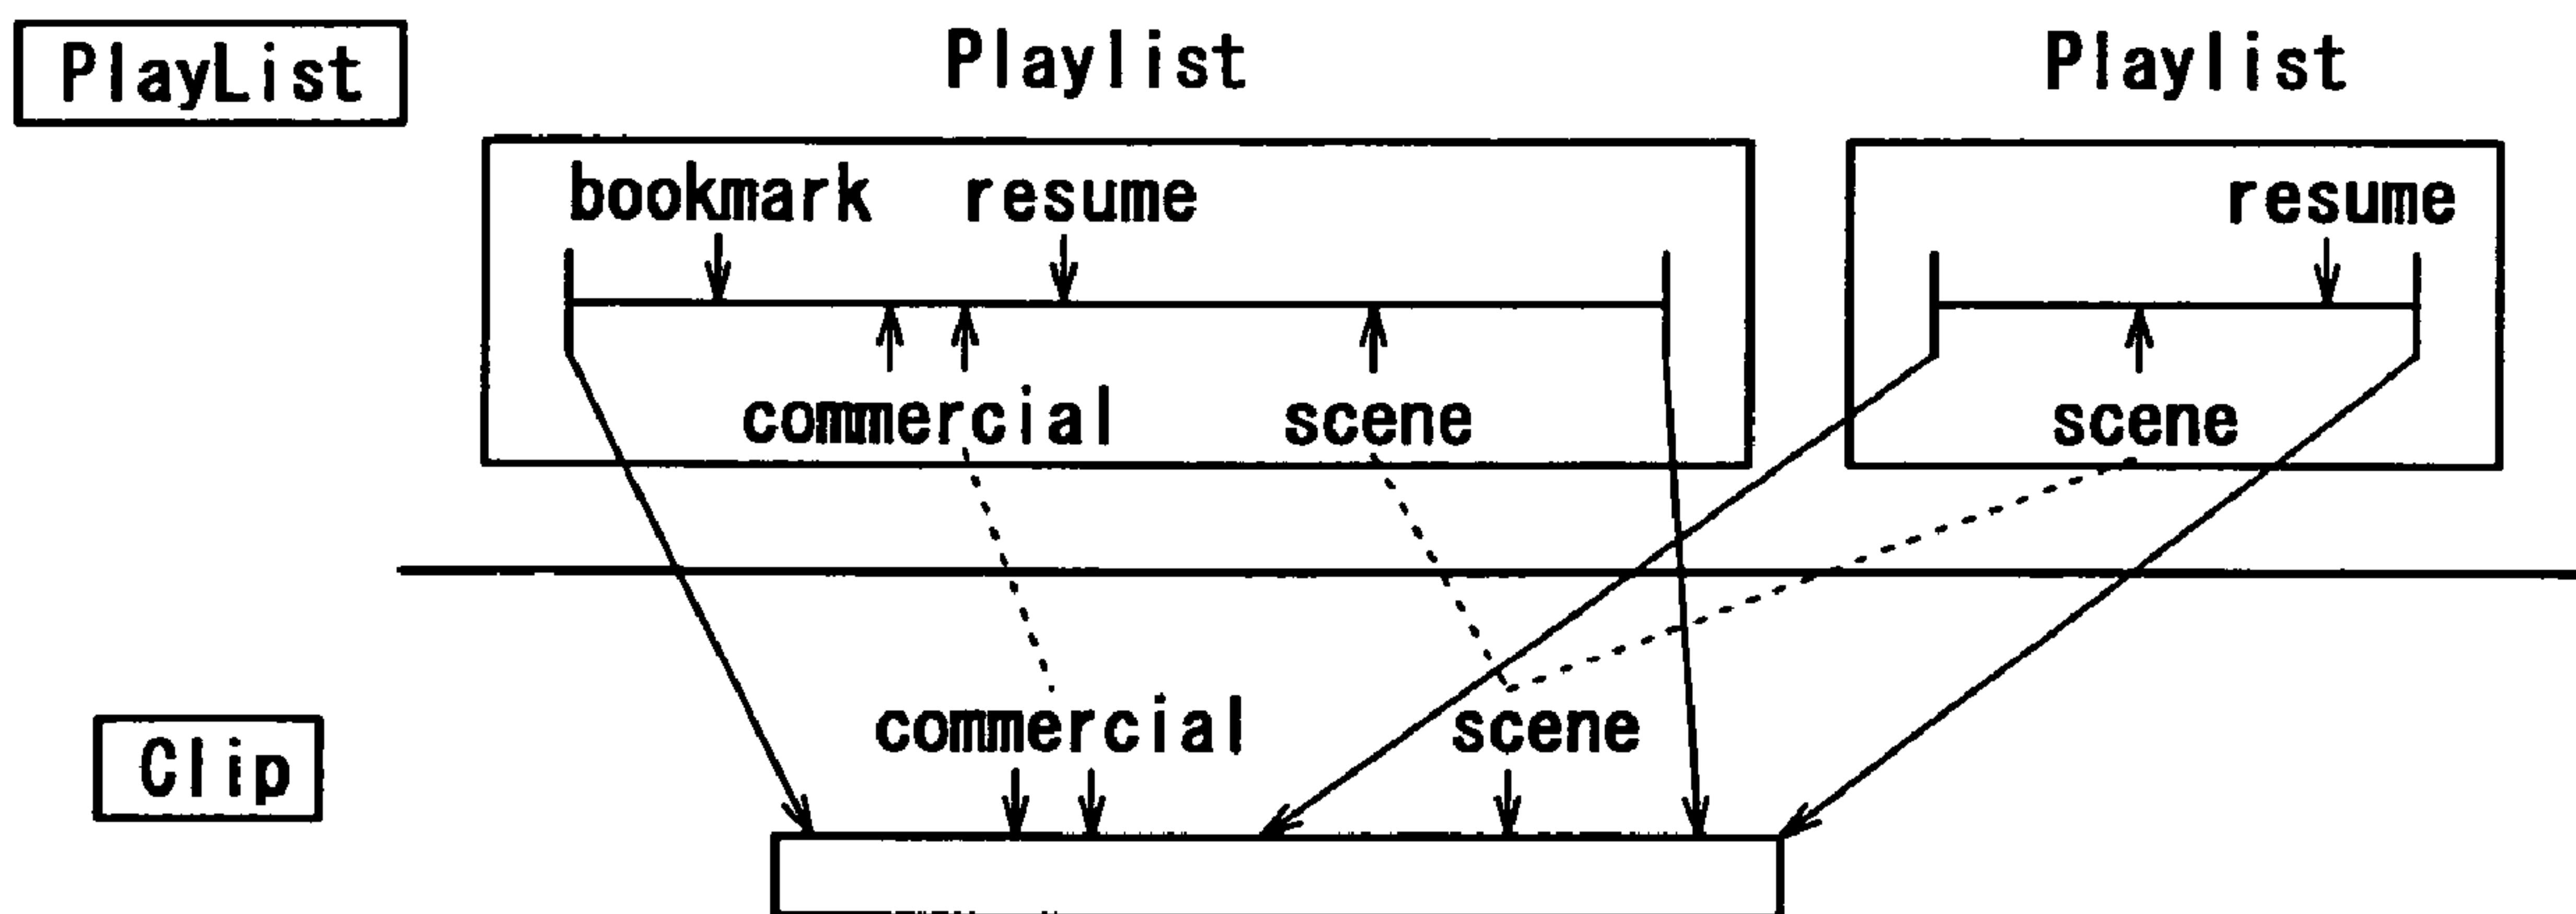 PlayList
Playlist Playlist
bookmark resume resume
commercial scene scene
commercial scene
Clip